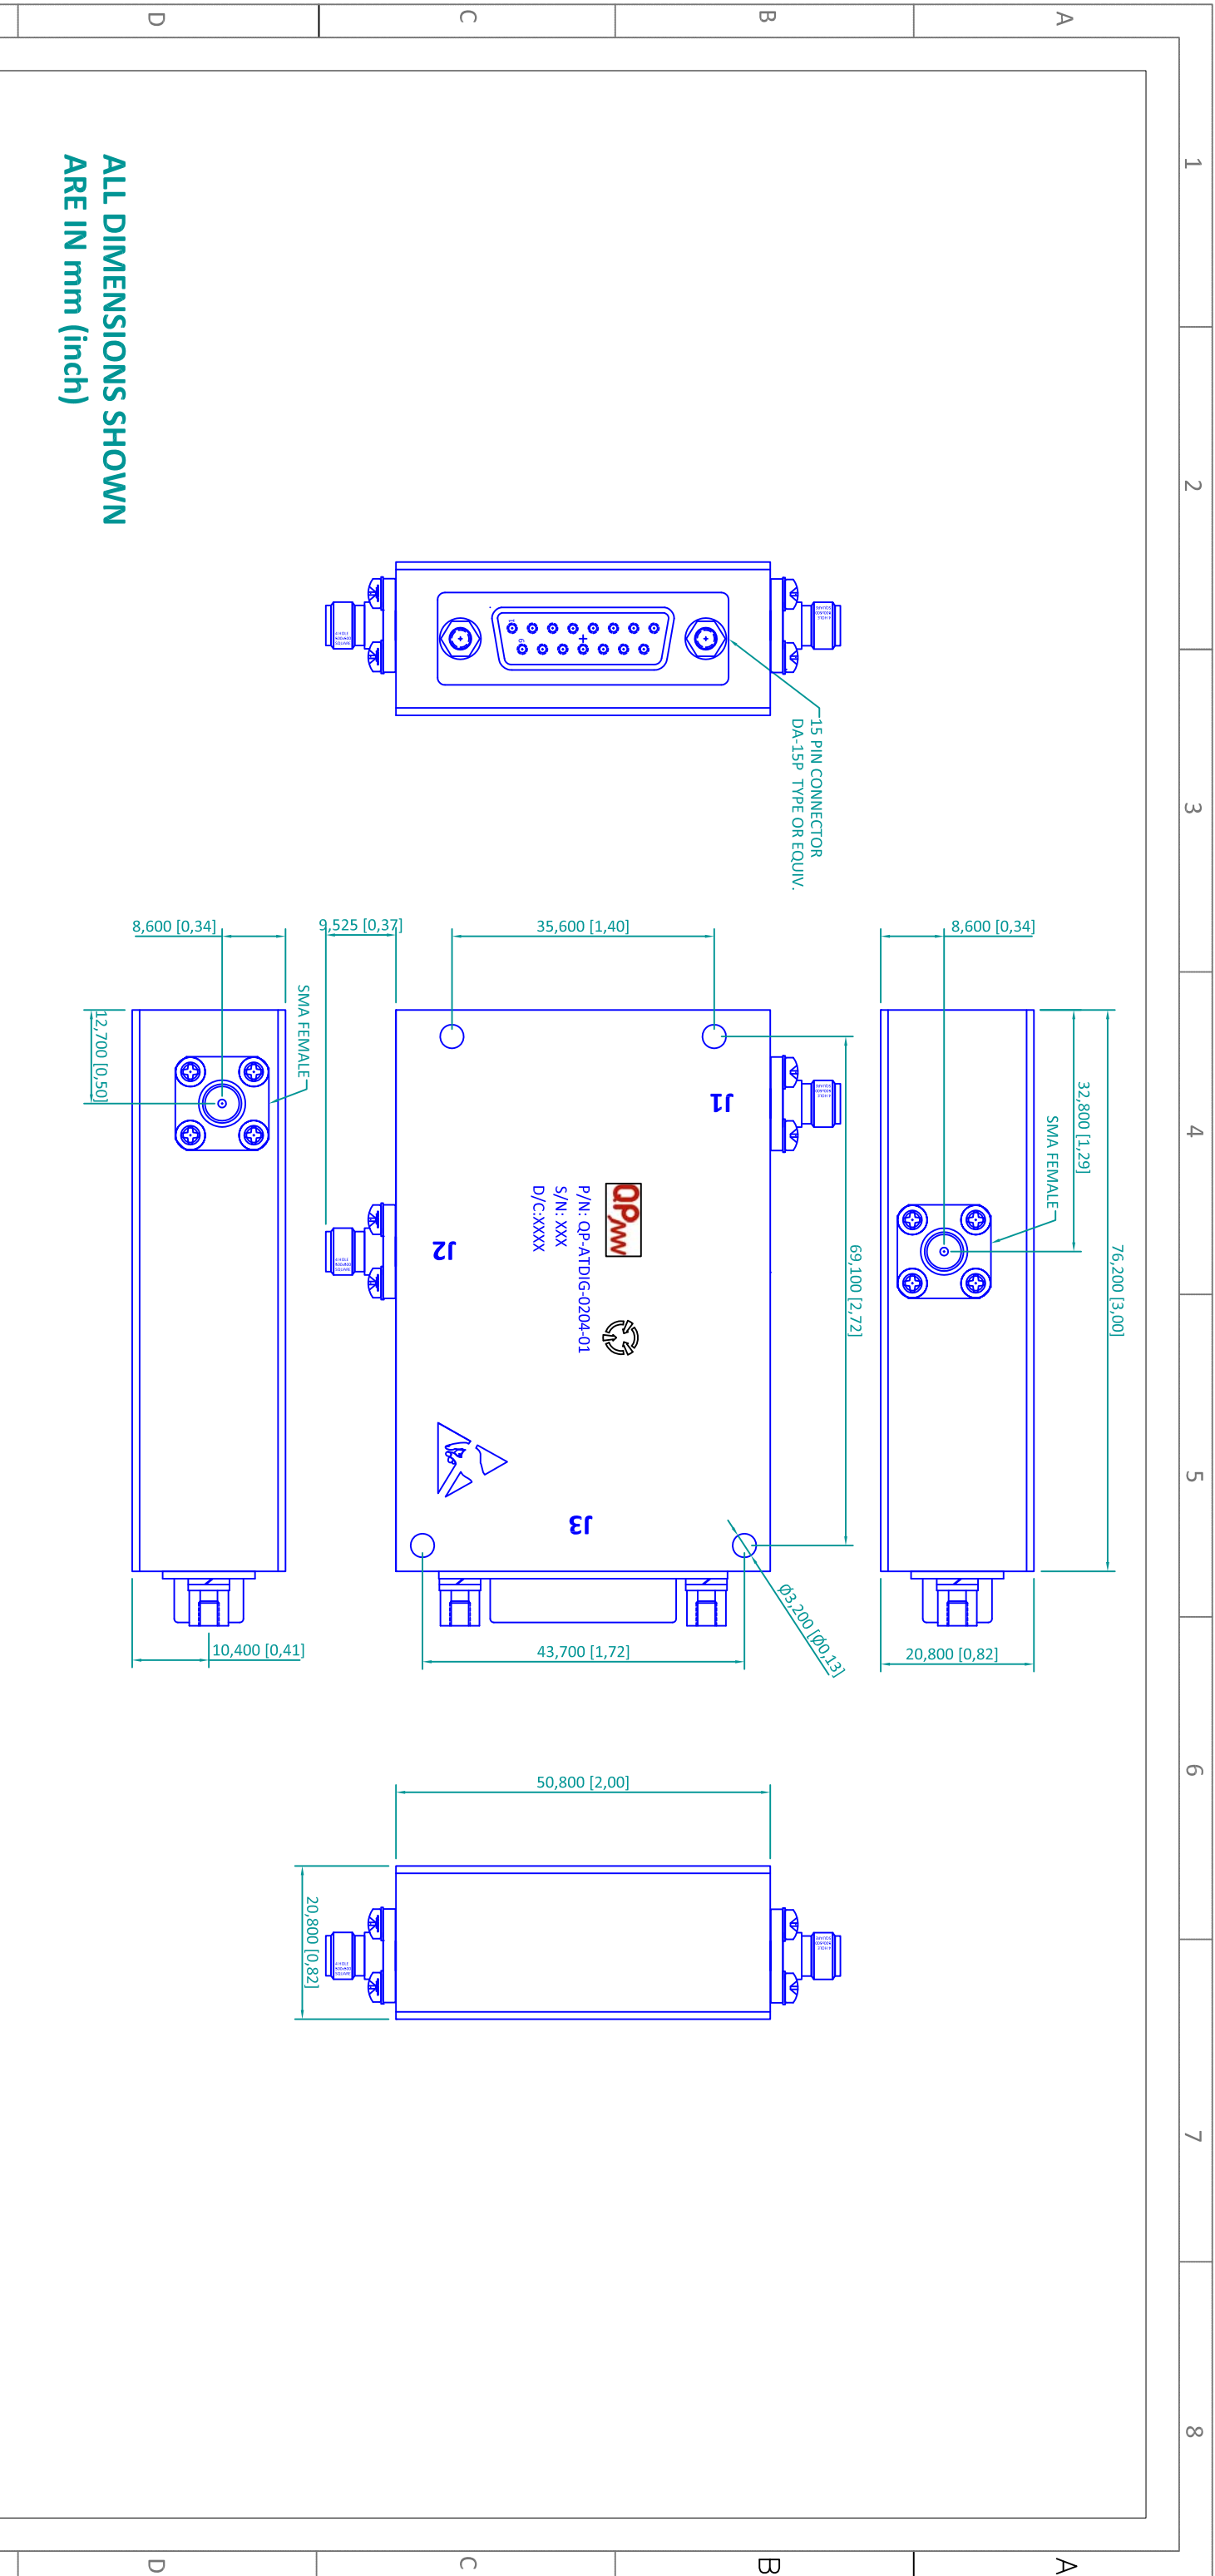 1
2
3
4
5
6
7
8
A
B
C
D
A
B
C
D
76,200 [3,00]
32,800 [1,29]
SMA FEMALE
8,600 [0,34]
20,800 [0,82]
15 PIN CONNECTOR
DA-15P TYPE OR EQUIV.
1
9
69,100 [2,72]
Ø3,200 [Ø0,13]
35,600 [1,40]
43,700 [1,72]
50,800 [2,00]
9,525 [0,37]
J1
QPMW
P/N: QP-ATDIG-0204-01
S/N: XXX
D/C:XXXX
J2
J3
20,800 [0,82]
SMA FEMALE
8,600 [0,34]
12,700 [0,50]
10,400 [0,41]
ALL DIMENSIONS SHOWN
ARE IN mm (inch)